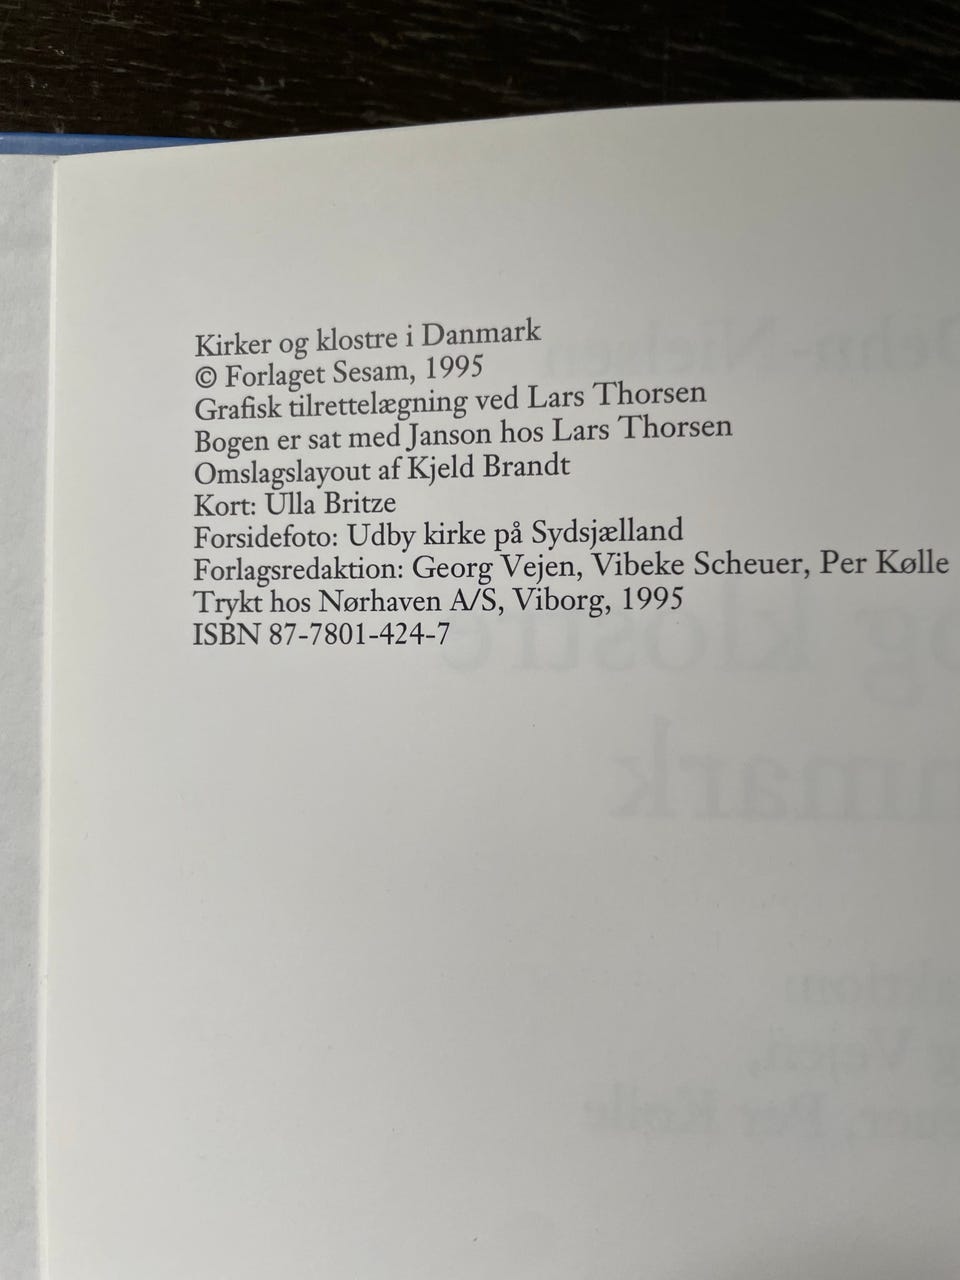 Kirker og klostre i Danmark
© Forlaget Sesam, 1995
Grafisk tilrettelægning ved Lars Thorsen
Bogen er sat med Janson hos Lars Thorsen
Omslagslayout af Kjeld Brandt
Kort: Ulla Britze
Forsidefoto: Udby kirke på Sydsjælland
Forlagsredaktion: Georg Vejen, Vibeke Scheuer, Per Kølle
Trykt hos Nørhaven A/S, Viborg, 1995
ISBN 87-7801-424-7